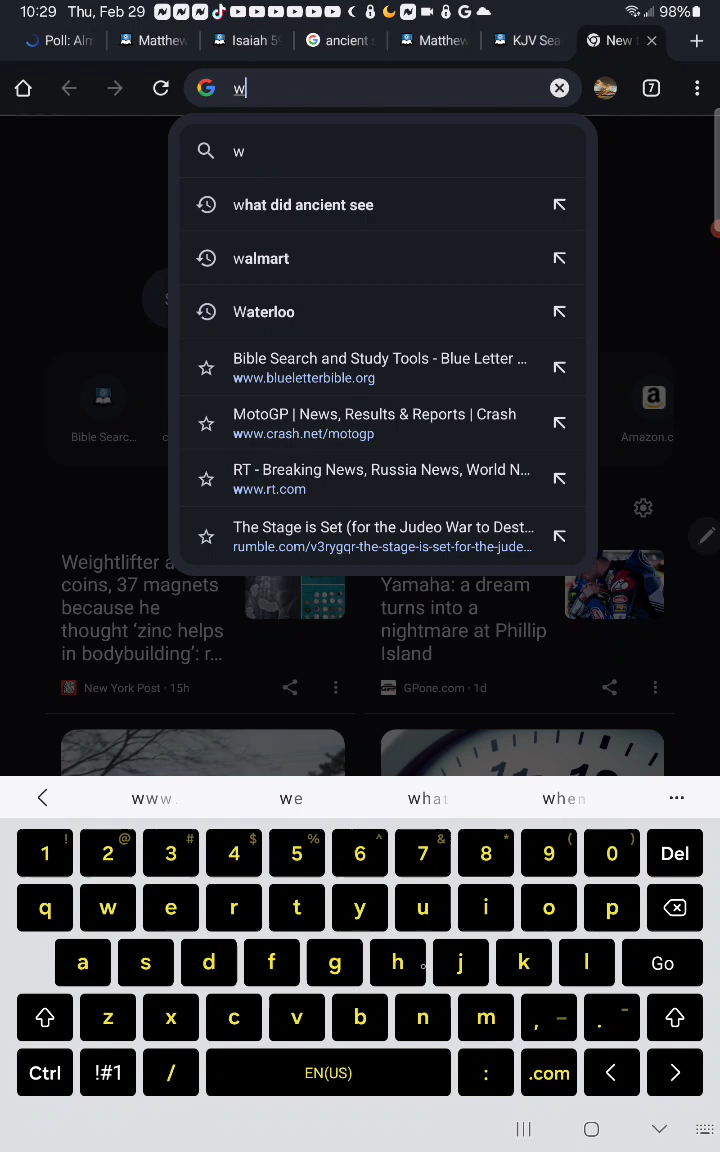 10:29 Thu, Feb 29 98%
Poll: Alm Matthew Isaiah 5 ancient s Matthew KJV Sea New t
w
w
what did ancient see
walmart
Waterloo
Bible Search and Study Tools - Blue Letter ...
www.blueletterbible.org
MotoGP | News, Results & Reports | Crash
www.crash.net/motogp
RT - Breaking News, Russia News, World N...
www.rt.com
The Stage is Set (for the Judeo War to Dest...
rumble.com/v3rygqr-the-stage-is-set-for-the-jude...
Bible Searc... Amazon.c
Weightlifter a
coins, 37 magnets
because he
thought ‘zinc helps
in bodybuilding’: r...
New York Post · 15h
Yamaha: a dream
turns into a
nightmare at Phillip
Island
GPone.com · 1d
www. we what when ...
! @ # $ % ^ & * ( )
1 2 3 4 5 6 7 8 9 0 Del
q w e r t y u i o p
a s d f g h j k l Go
z x c v b n m , .
Ctrl !#1 / EN(US) : .com < >